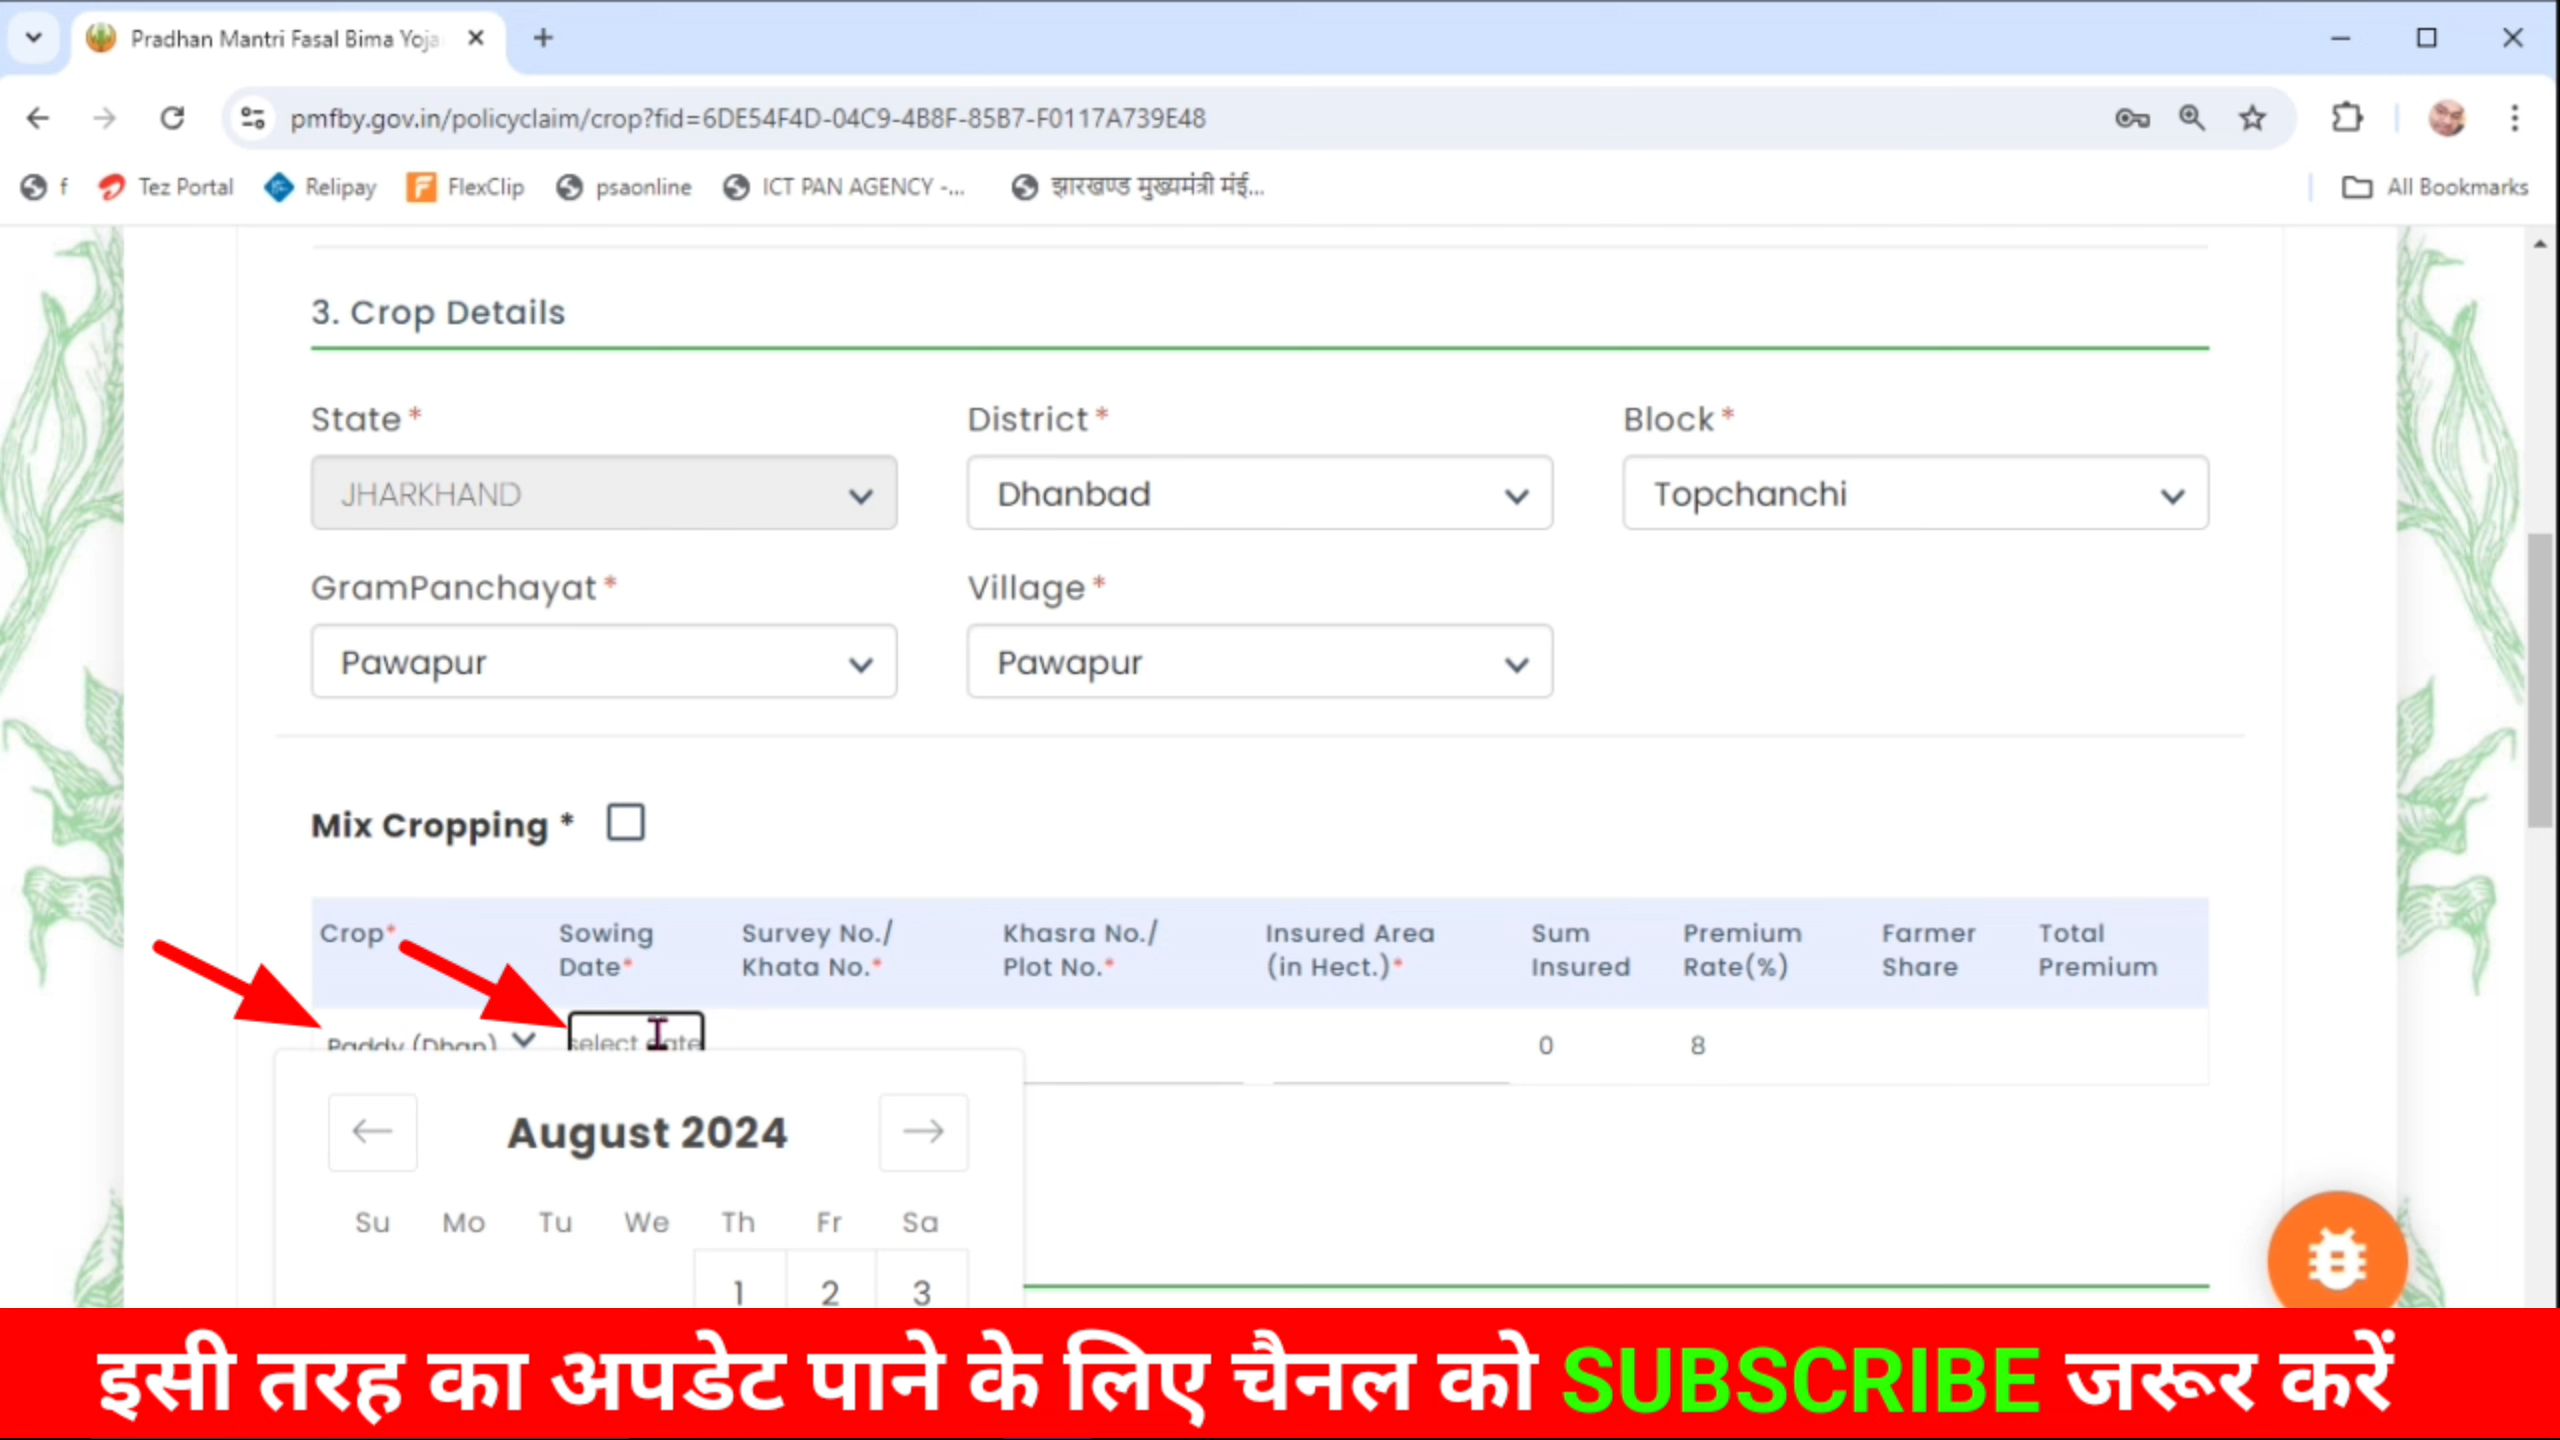 Pradhan Mantri Fasal Bima Yoja
pmfby.gov.in/policyclaim/crop?fid=6DE54F4D-04C9-4B8F-85B7-F0117A739E48
f Tez Portal Relipay FlexClip psaonline ICT PAN AGENCY -... झारखण्ड मुख्यमंत्री मंई... All Bookmarks
3. Crop Details
State * District * Block *
JHARKHAND Dhanbad Topchanchi
GramPanchayat * Village *
Pawapur Pawapur
Mix Cropping *
Crop* Sowing Date* Survey No./ Khata No.* Khasra No./ Plot No.* Insured Area (in Hect.)* Sum Insured Premium Rate(%) Farmer Share Total Premium
Paddy (Dhan) select date 0 8
August 2024
Su Mo Tu We Th Fr Sa
1 2 3
इसी तरह का अपडेट पाने के लिए चैनल को SUBSCRIBE जरूर करें